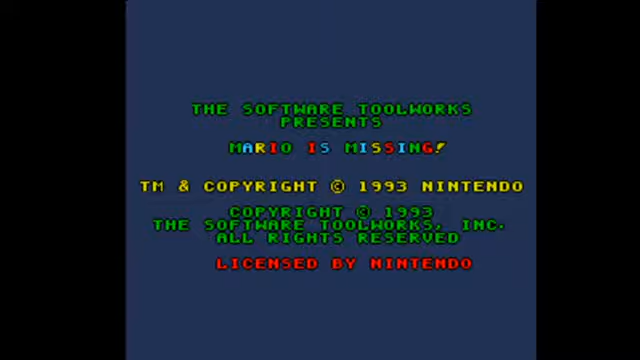 THE SOFTWARE TOOLWORKS
PRESENTS
MARIO IS MISSING!
TM & COPYRIGHT © 1993 NINTENDO
COPYRIGHT © 1993
THE SOFTWARE TOOLWORKS, INC.
ALL RIGHTS RESERVED
LICENSED BY NINTENDO